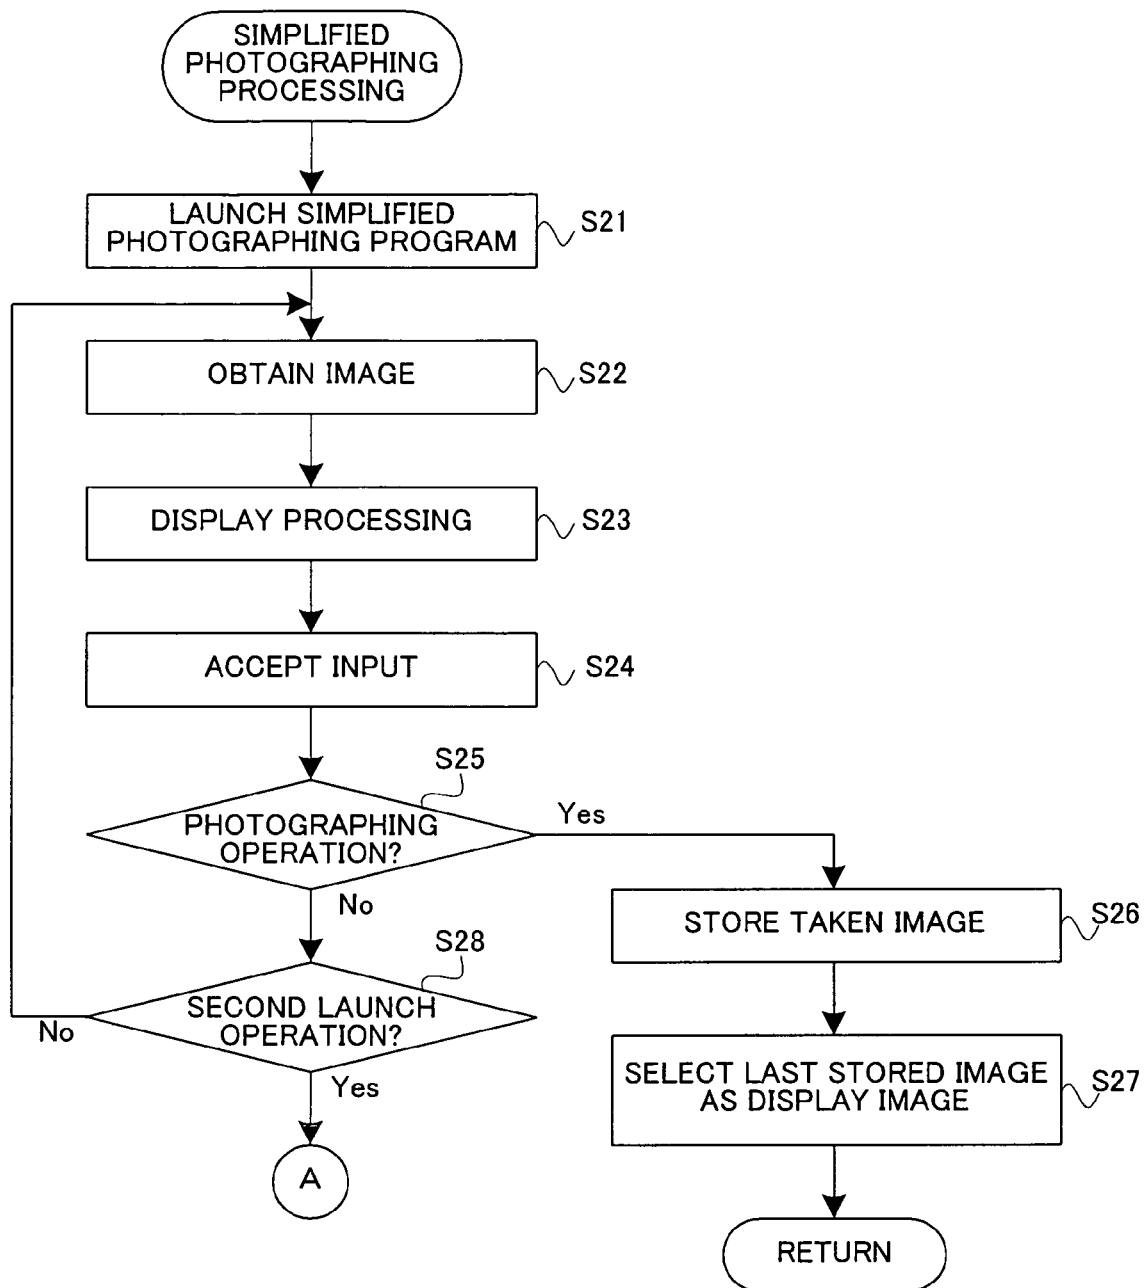 SIMPLIFIED
PHOTOGRAPHING
PROCESSING
LAUNCH SIMPLIFIED
PHOTOGRAPHING PROGRAM
S21
OBTAIN IMAGE
S22
DISPLAY PROCESSING
S23
ACCEPT INPUT
S24
S25
PHOTOGRAPHING
OPERATION?
Yes
No
STORE TAKEN IMAGE
S26
S28
SECOND LAUNCH
OPERATION?
No
Yes
SELECT LAST STORED IMAGE
AS DISPLAY IMAGE
S27
A
RETURN